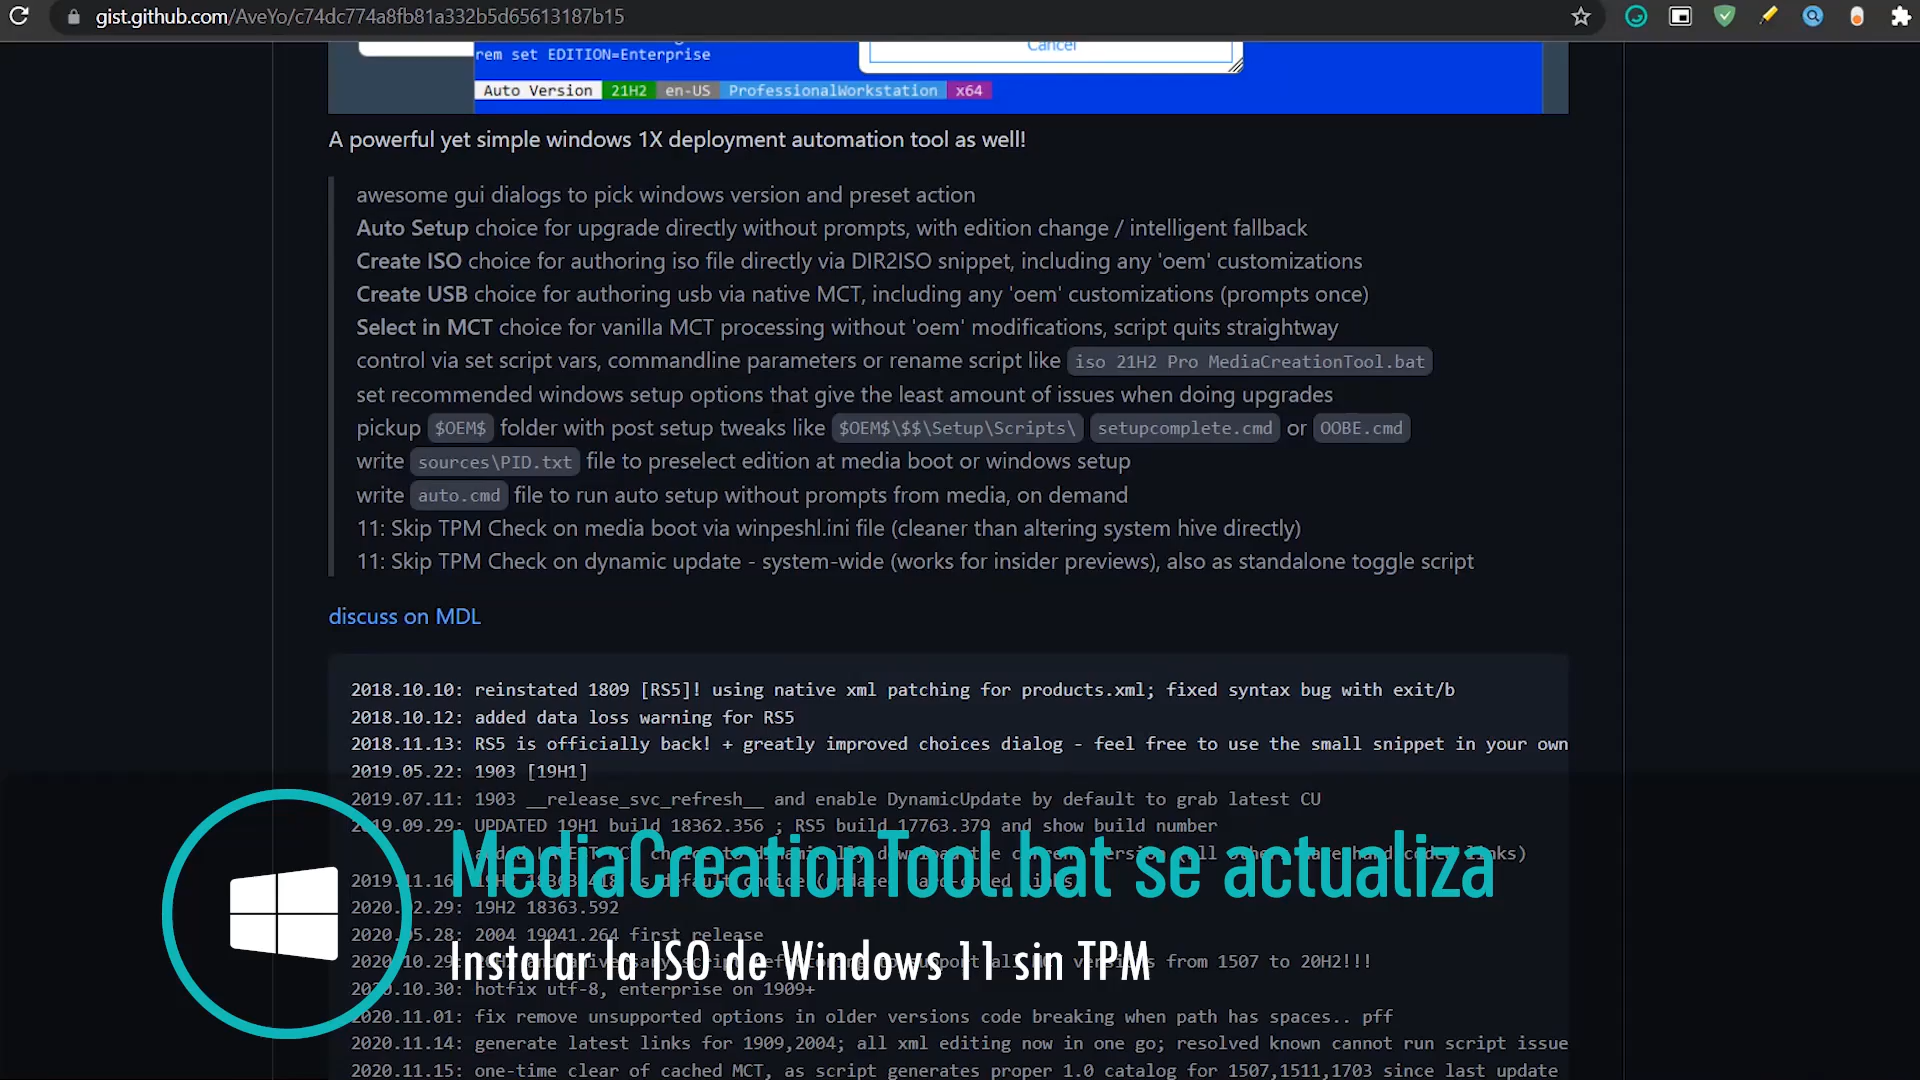 gist.github.com/AveYo/c74dc774a8fb81a332b5d65613187b15
Cancel
rem set EDITION=Enterprise
Auto Version 21H2 en-US ProfessionalWorkstation x64
A powerful yet simple windows 1X deployment automation tool as well!
awesome gui dialogs to pick windows version and preset action
Auto Setup choice for upgrade directly without prompts, with edition change / intelligent fallback
Create ISO choice for authoring iso file directly via DIR2ISO snippet, including any 'oem' customizations
Create USB choice for authoring usb via native MCT, including any 'oem' customizations (prompts once)
Select in MCT choice for vanilla MCT processing without 'oem' modifications, script quits straightway
control via set script vars, commandline parameters or rename script like iso 21H2 Pro MediaCreationTool.bat
set recommended windows setup options that give the least amount of issues when doing upgrades
pickup $OEM$ folder with post setup tweaks like $OEM$\$$\Setup\Scripts\ setupcomplete.cmd or OOBE.cmd
write sources\PID.txt file to preselect edition at media boot or windows setup
write auto.cmd file to run auto setup without prompts from media, on demand
11: Skip TPM Check on media boot via winpeshl.ini file (cleaner than altering system hive directly)
11: Skip TPM Check on dynamic update - system-wide (works for insider previews), also as standalone toggle script
discuss on MDL
2018.10.10: reinstated 1809 [RS5]! using native xml patching for products.xml; fixed syntax bug with exit/b
2018.10.12: added data loss warning for RS5
2018.11.13: RS5 is officially back! + greatly improved choices dialog - feel free to use the small snippet in your own
2019.05.22: 1903 [19H1]
2019.07.11: 1903 __release_svc_refresh__ and enable DynamicUpdate by default to grab latest CU
2019.09.29: UPDATED 19H1 build 18362.356 ; RS5 build 17763.379 and show build number
MediaCreationTool.bat se actualiza
2019.11.16:
2020.02.29: 19H2 18363.592
2020.05.28: 2004 19041.264 first release
Instalar la ISO de Windows 11 sin TPM
2020.10.29: from 1507 to 20H2!!!
2020.10.30: hotfix utf-8, enterprise on 1909+
2020.11.01: fix remove unsupported options in older versions code breaking when path has spaces.. pff
2020.11.14: generate latest links for 1909,2004; all xml editing now in one go; resolved known cannot run script issue
2020.11.15: one-time clear of cached MCT, as script generates proper 1.0 catalog for 1507,1511,1703 since last update